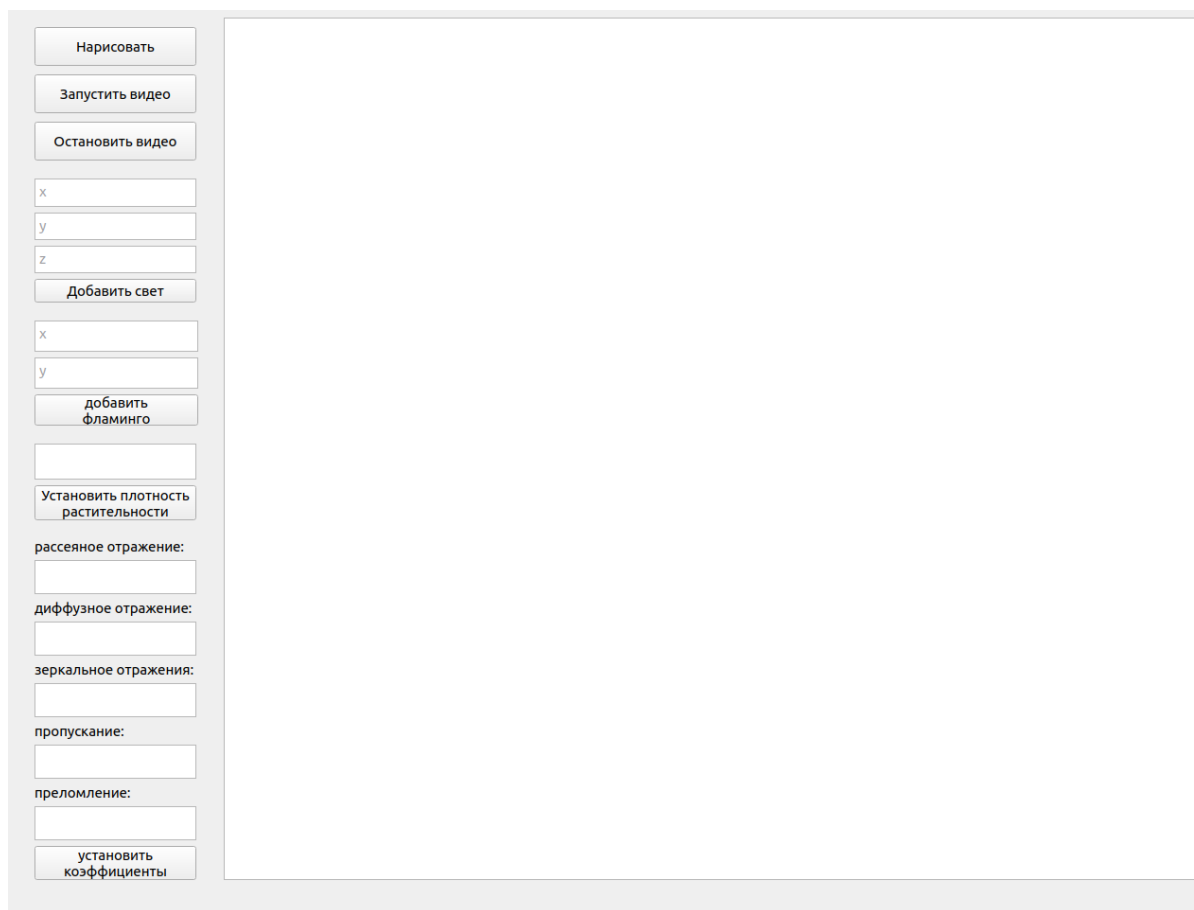 Нарисовать
Запустить видео
Остановить видео
x
y
z
Добавить свет
x
y
добавить
фламинго
Установить плотность
растительности
рассеяное отражение:
диффузное отражение:
зеркальное отражения:
пропускание:
преломление:
установить
коэффициенты